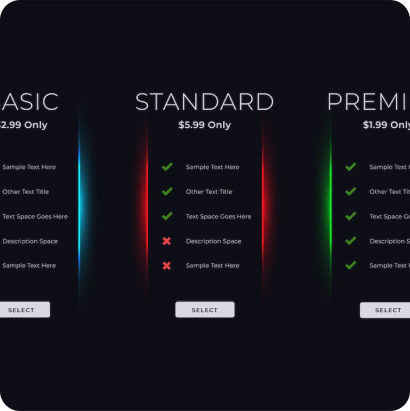 ASIC
2.99 Only
Sample Text Here
Other Text Title
Text Space Goes Here
Description Space
Sample Text Here
SELECT
STANDARD
$5.99 Only
Sample Text Here
Other Text Title
Text Space Goes Here
Description Space
Sample Text Here
SELECT
PREMI
$1.99 Only
Sample Text H
Other Text Titl
Text Space Go
Description S
Sample Text H
SELECT